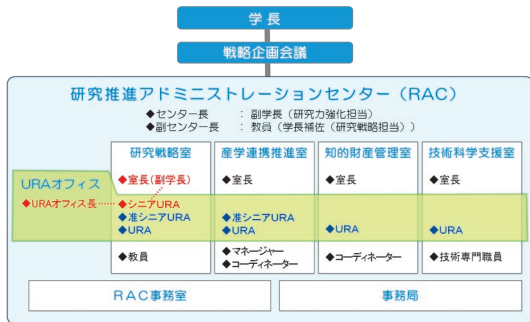 学長
戦略企画会議
研究推進アドミニストレーションセンター（RAC）
◆センター長　：副学長（研究力強化担当）
◆副センター長　：教員（学長補佐（研究戦略担当））
研究戦略室
産学連携推進室
知的財産管理室
技術科学支援室
◆室長（副学長）
◆室長
◆室長
◆室長
URAオフィス
◆URAオフィス長
◆シニアURA
◆准シニアURA
◆URA
◆准シニアURA
◆URA
◆URA
◆URA
◆教員
◆マネージャー
◆コーディネーター
◆コーディネーター
◆技術専門職員
RAC事務室
事務局